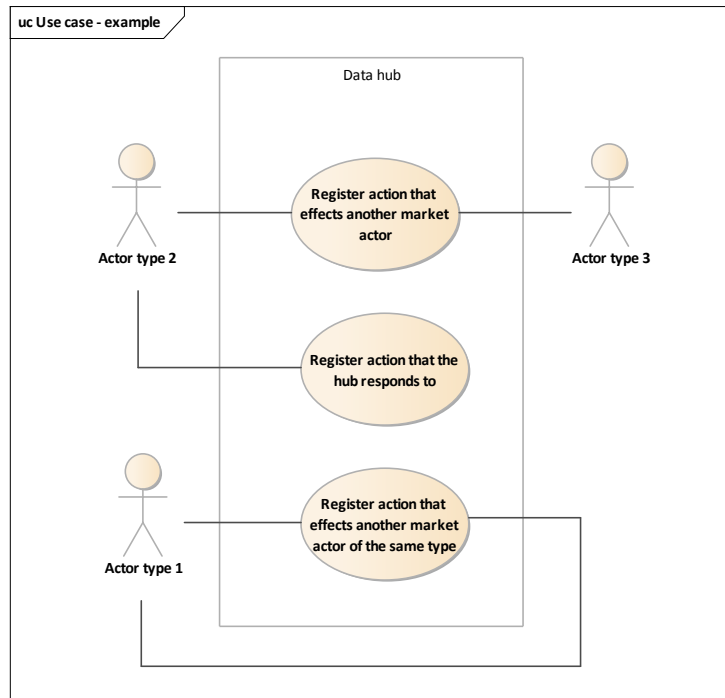 uc Use case - example
Data hub
Register action that
effects another market
actor
Actor type 2
Actor type 3
Register action that the
hub responds to
Register action that
effects another market
actor of the same type
Actor type 1